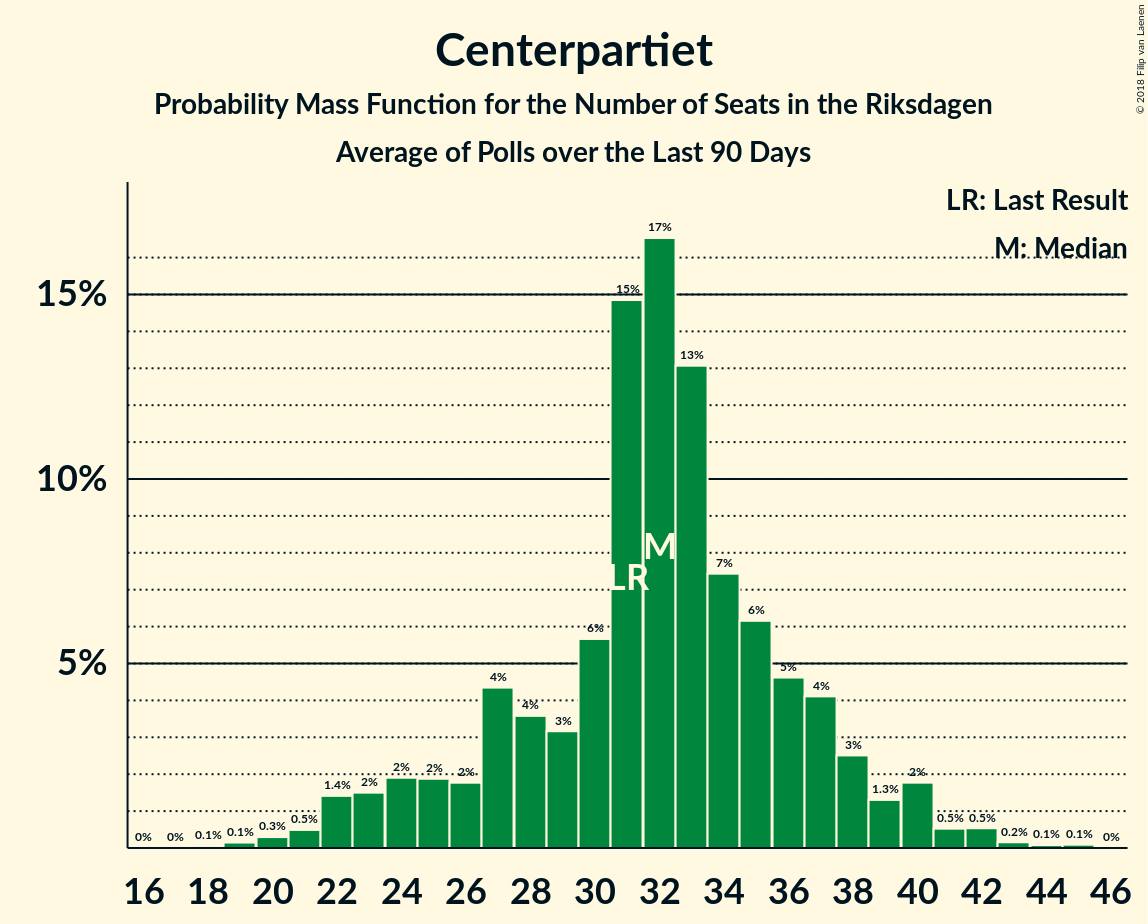 Centerpartiet
Probability Mass Function for the Number of Seats in the Riksdagen
Average of Polls over the Last 90 Days
© 2018 Filip van Laenen
LR: Last Result
M: Median
15%
10%
5%
0% 0% 0.1% 0.1% 0.3% 0.5% 1.4% 2% 2% 2% 2% 4% 4% 3% 6% 15% 17% 13% 7% 6% 5% 4% 3% 1.3% 2% 0.5% 0.5% 0.2% 0.1% 0.1% 0%
M
LR
16 18 20 22 24 26 28 30 32 34 36 38 40 42 44 46